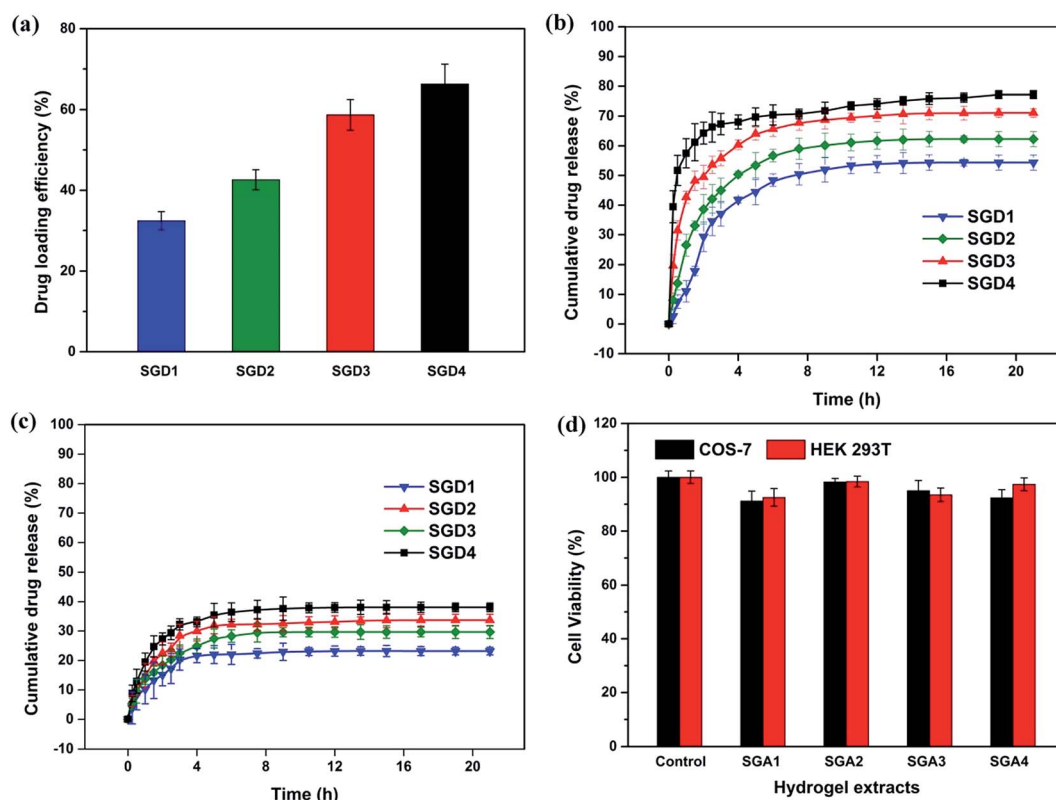 (a)
80
60
40
20
0
Drug loading efficiency (%)
SGD1 SGD2 SGD3 SGD4
(b)
100
90
80
70
60
50
40
30
20
10
0
-10
Cumulative drug release (%)
SGD1
SGD2
SGD3
SGD4
0 4 8 12 16 20
Time (h)
(c)
100
90
80
70
60
50
40
30
20
10
0
-10
Cumulative drug release (%)
SGD1
SGD2
SGD3
SGD4
0 4 8 12 16 20
Time (h)
(d)
120
100
80
60
40
20
0
Cell Viability (%)
COS-7 HEK 293T
Control SGA1 SGA2 SGA3 SGA4
Hydrogel extracts